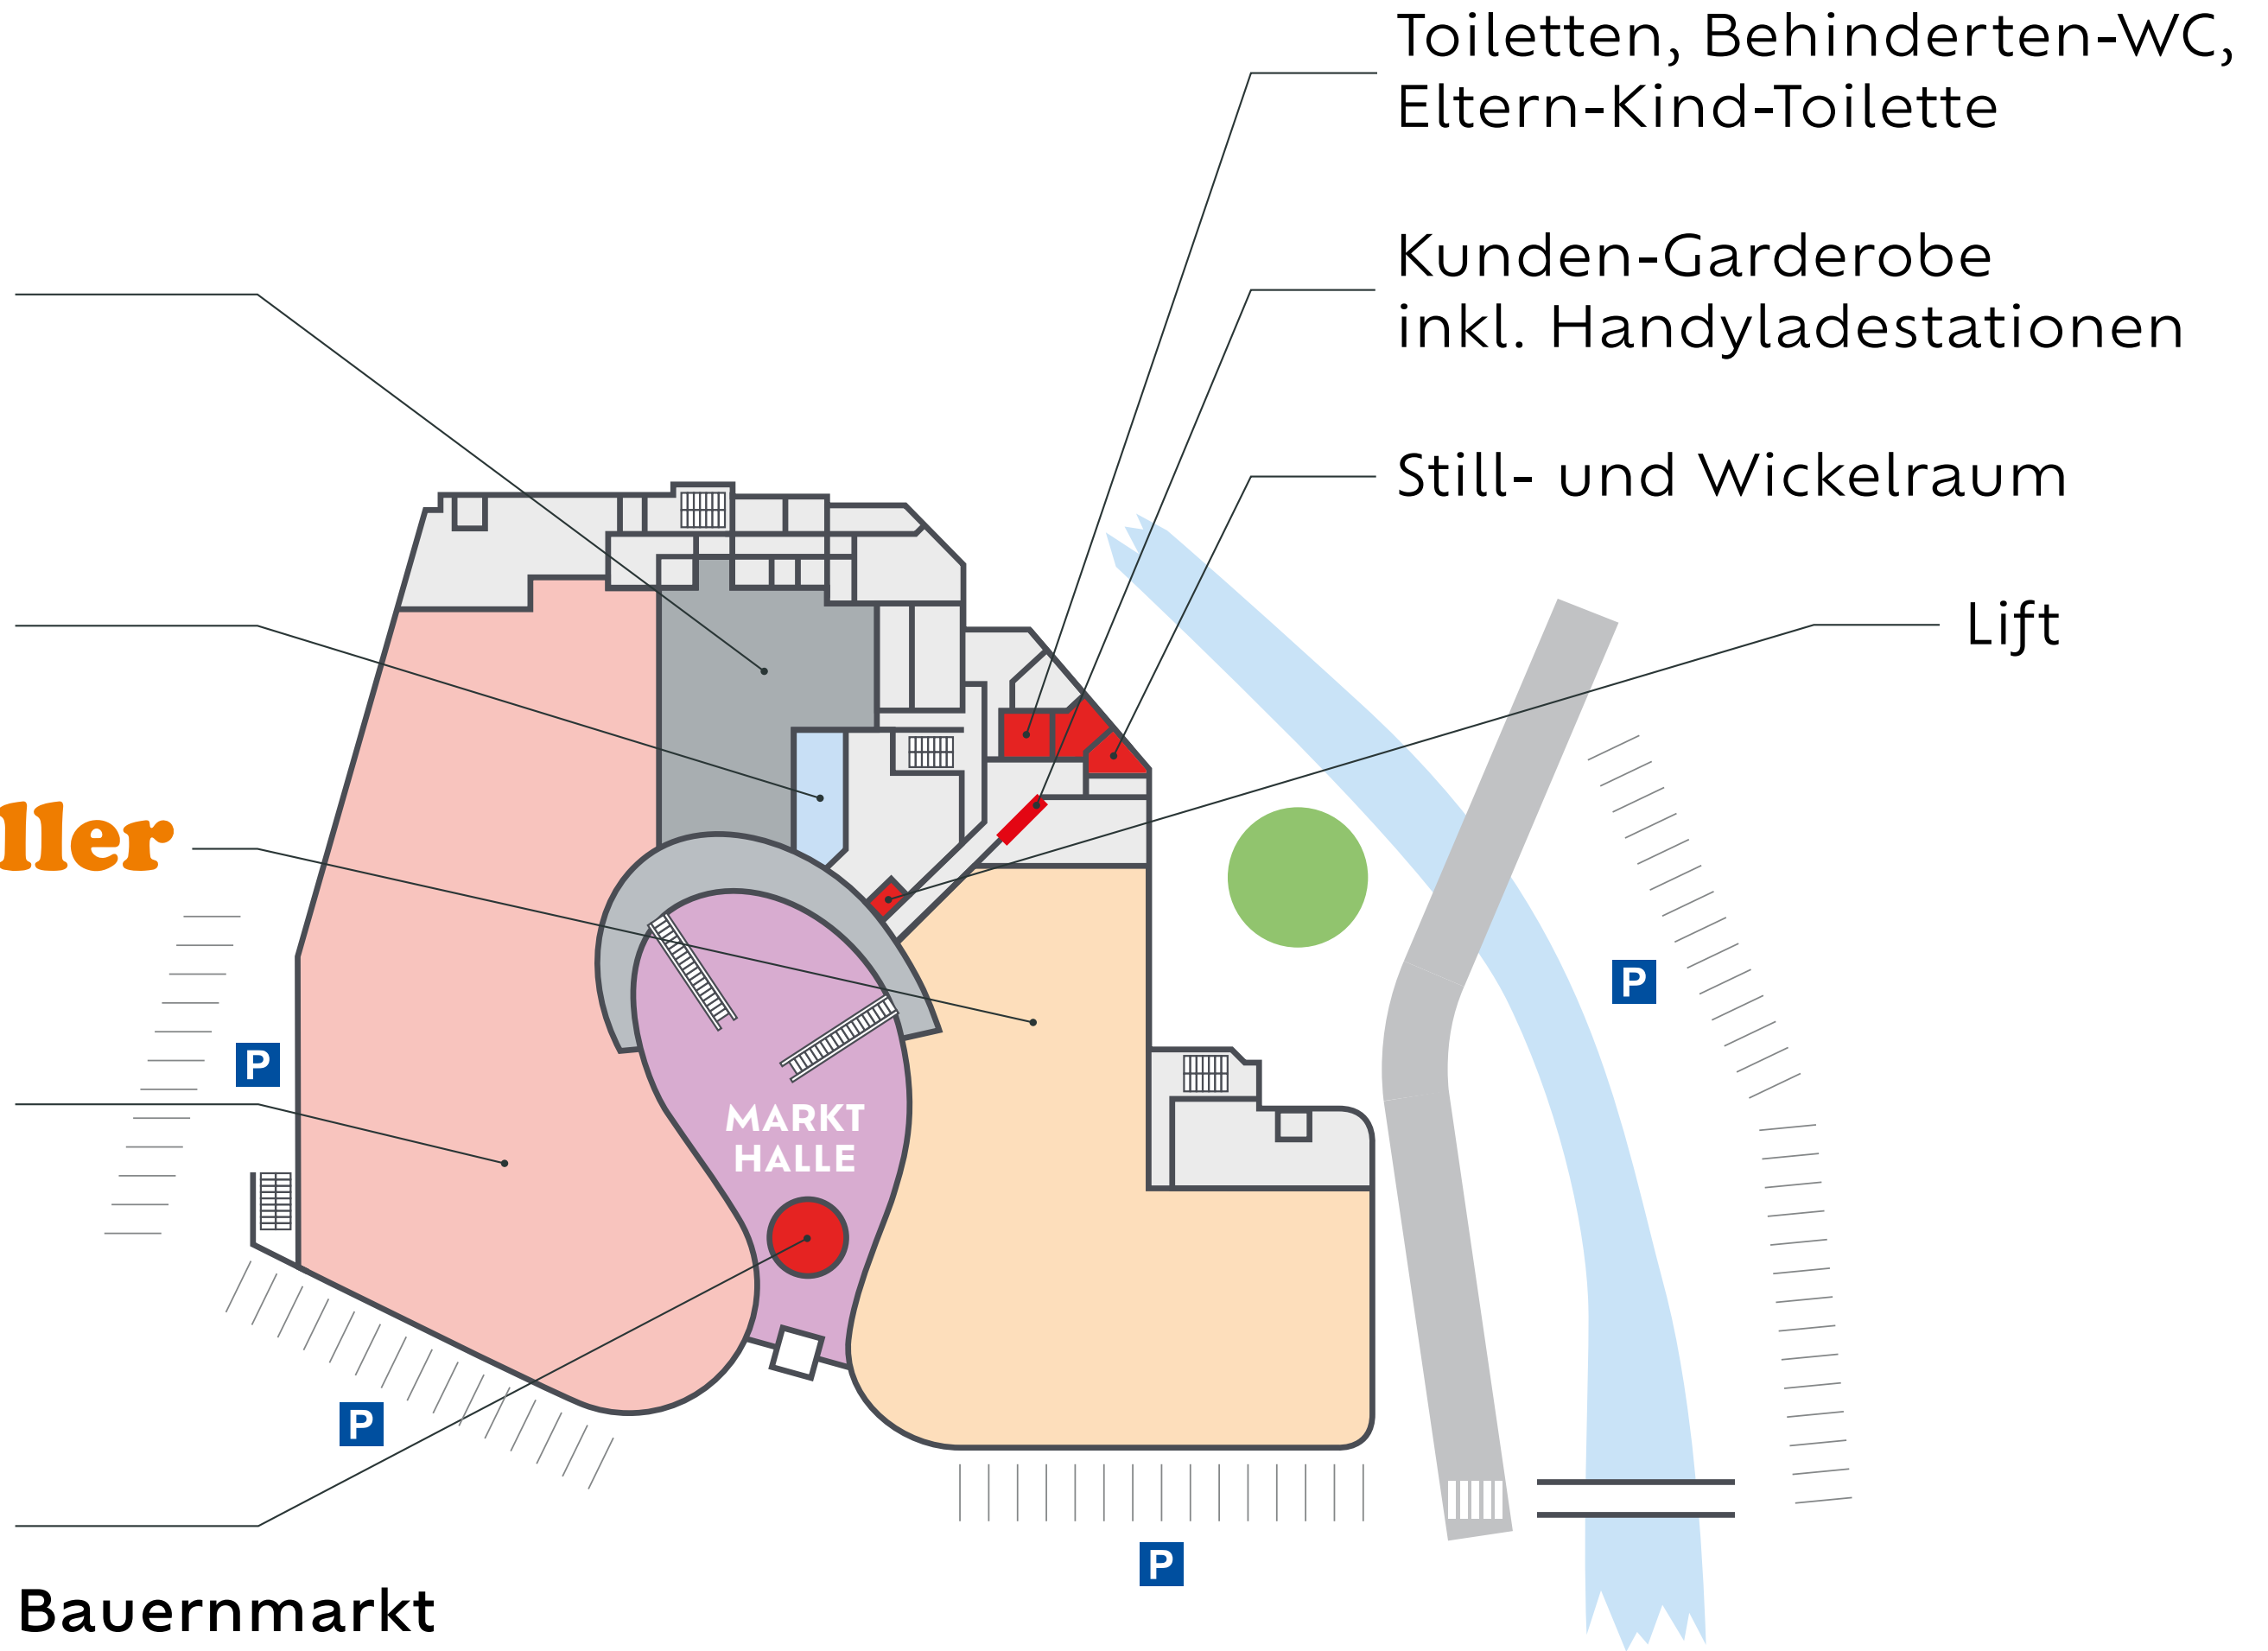 Toiletten, Behinderten-WC,
Eltern-Kind-Toilette
Kunden-Garderobe
inkl. Handyladestationen
Still- und Wickelraum
Lift
ller
P
P
MARKT
HALLE
P
P
Bauernmarkt